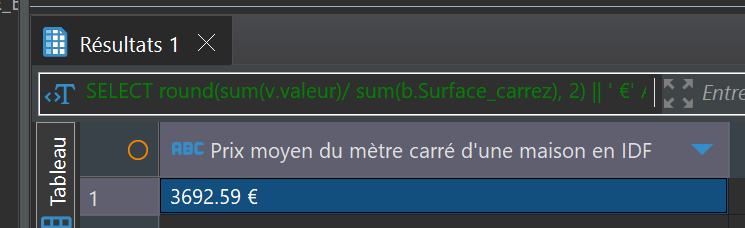 Résultats 1
SELECT round(sum(v.valeur)/ sum(b.Surface_carrez), 2) || ' €'
Entre
Tableau
ABC Prix moyen du mètre carré d'une maison en IDF
1
3692.59 €